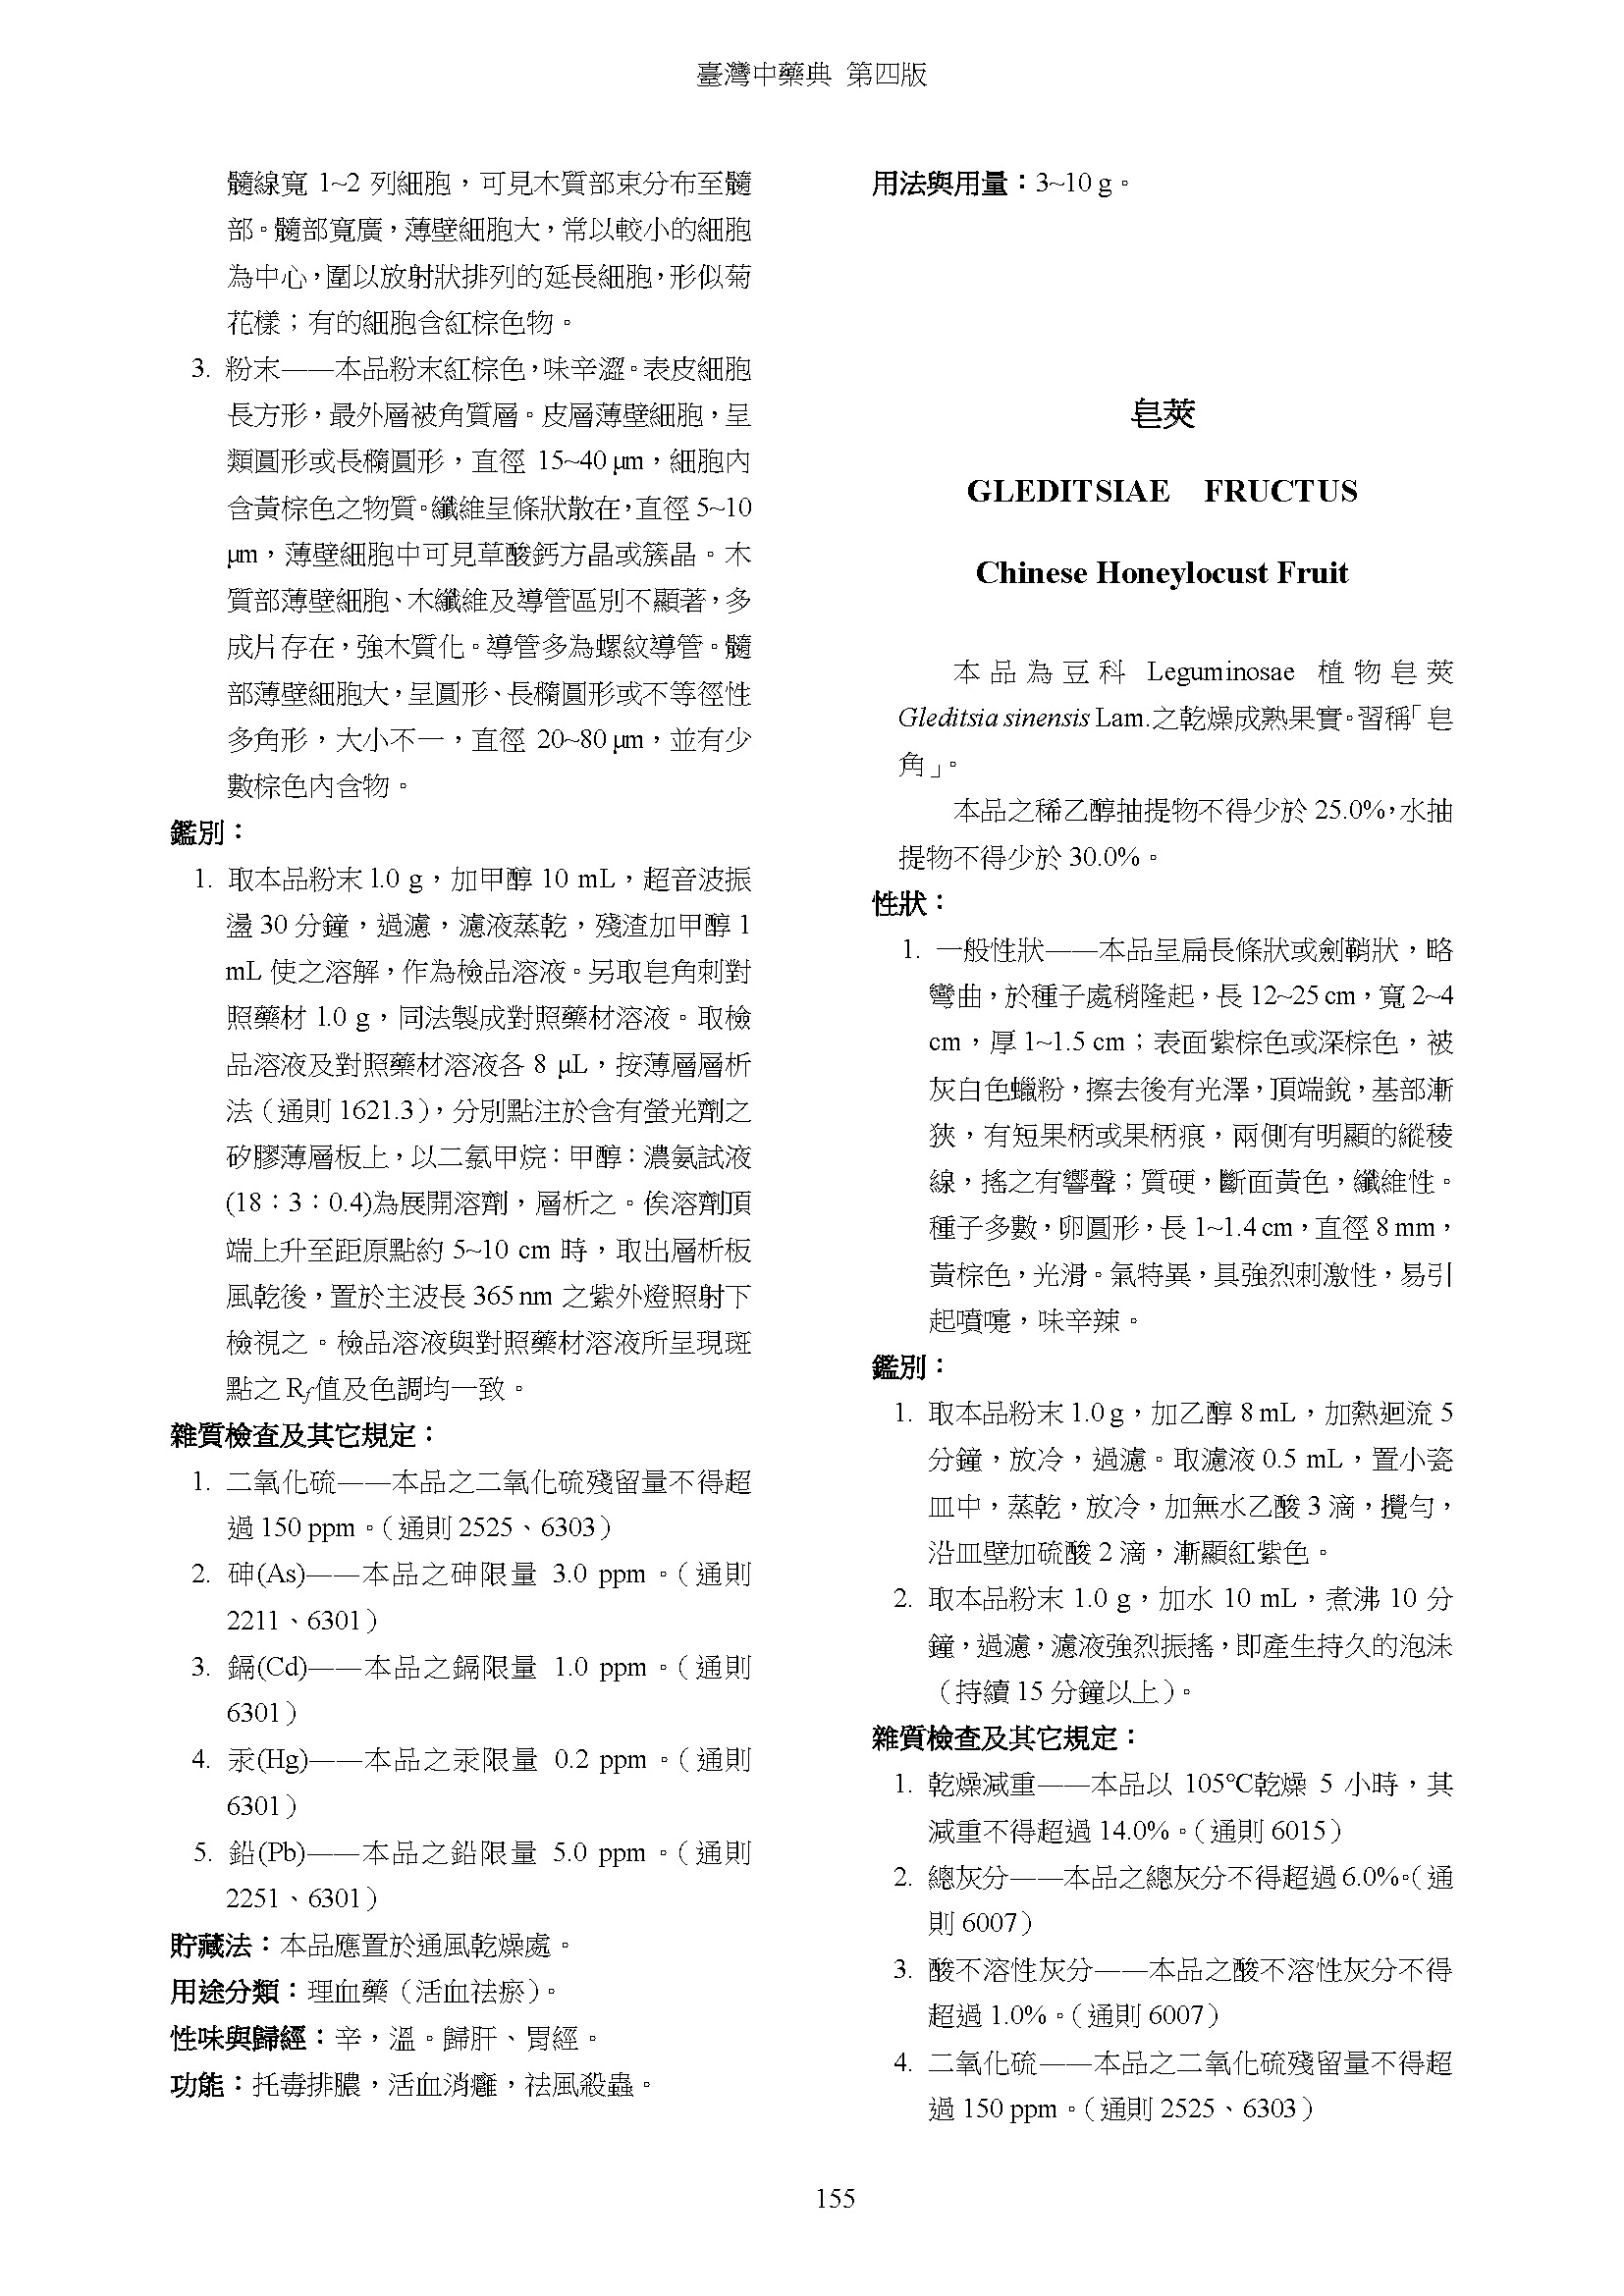 臺灣中藥典 第四版
髓線寬 1~2 列細胞，可見木質部束分布至髓
部。髓部寬廣，薄壁細胞大，常以較小的細胞
為中心，圍以放射狀排列的延長細胞，形似菊
花樣；有的細胞含紅棕色物。
3. 粉末——本品粉末紅棕色，味辛澀。表皮細胞
長方形，最外層被角質層。皮層薄壁細胞，呈
類圓形或長橢圓形，直徑 15~40 μm，細胞內
含黃棕色之物質。纖維呈條狀散在，直徑 5~10
μm，薄壁細胞中可見草酸鈣方晶或簇晶。木
質部薄壁細胞、木纖維及導管區別不顯著，多
成片存在，強木質化。導管多為螺紋導管。髓
部薄壁細胞大，呈圓形、長橢圓形或不等徑性
多角形，大小不一，直徑 20~80 μm，並有少
數棕色內含物。
鑑別：
1. 取本品粉末 1.0 g，加甲醇 10 mL，超音波振
盪 30 分鐘，過濾，濾液蒸乾，殘渣加甲醇 1
mL 使之溶解，作為檢品溶液。另取皂角刺對
照藥材 1.0 g，同法製成對照藥材溶液。取檢
品溶液及對照藥材溶液各 8 μL，按薄層層析
法（通則 1621.3），分別點注於含有螢光劑之
矽膠薄層板上，以二氯甲烷：甲醇：濃氨試液
(18：3：0.4)為展開溶劑，層析之。俟溶劑頂
端上升至距原點約 5~10 cm 時，取出層析板
風乾後，置於主波長 365 nm 之紫外燈照射下
檢視之。檢品溶液與對照藥材溶液所呈現斑
點之 Rf值及色調均一致。
雜質檢查及其它規定：
1. 二氧化硫——本品之二氧化硫殘留量不得超
過 150 ppm。（通則 2525、6303）
2. 砷(As)——本品之砷限量 3.0 ppm。（通則
2211、6301）
3. 鎘(Cd)——本品之鎘限量 1.0 ppm。（通則
6301）
4. 汞(Hg)——本品之汞限量 0.2 ppm。（通則
6301）
5. 鉛(Pb)——本品之鉛限量 5.0 ppm。（通則
2251、6301）
貯藏法：本品應置於通風乾燥處。
用途分類：理血藥（活血祛瘀）。
性味與歸經：辛，溫。歸肝、胃經。
功能：托毒排膿，活血消癰，祛風殺蟲。
用法與用量：3~10 g。
皂莢
GLEDITSIAE FRUCTUS
Chinese Honeylocust Fruit
本品為豆科 Leguminosae 植物皂莢
Gleditsia sinensis Lam.之乾燥成熟果實。習稱「皂
角」。
本品之稀乙醇抽提物不得少於 25.0%，水抽
提物不得少於 30.0%。
性狀：
1. 一般性狀——本品呈扁長條狀或劍鞘狀，略
彎曲，於種子處稍隆起，長 12~25 cm，寬 2~4
cm，厚 1~1.5 cm；表面紫棕色或深棕色，被
灰白色蠟粉，擦去後有光澤，頂端銳，基部漸
狹，有短果柄或果柄痕，兩側有明顯的縱稜
線，搖之有響聲；質硬，斷面黃色，纖維性。
種子多數，卵圓形，長 1~1.4 cm，直徑 8 mm，
黃棕色，光滑。氣特異，具強烈刺激性，易引
起噴嚏，味辛辣。
鑑別：
1. 取本品粉末 1.0 g，加乙醇 8 mL，加熱迴流 5
分鐘，放冷，過濾。取濾液 0.5 mL，置小瓷
皿中，蒸乾，放冷，加無水乙酸 3 滴，攪勻，
沿皿壁加硫酸 2 滴，漸顯紅紫色。
2. 取本品粉末 1.0 g，加水 10 mL，煮沸 10 分
鐘，過濾，濾液強烈振搖，即產生持久的泡沫
（持續 15 分鐘以上）。
雜質檢查及其它規定：
1. 乾燥減重——本品以 105℃乾燥 5 小時，其
減重不得超過 14.0%。（通則 6015）
2. 總灰分——本品之總灰分不得超過 6.0%。（通
則 6007）
3. 酸不溶性灰分——本品之酸不溶性灰分不得
超過 1.0%。（通則 6007）
4. 二氧化硫——本品之二氧化硫殘留量不得超
過 150 ppm。（通則 2525、6303）
155